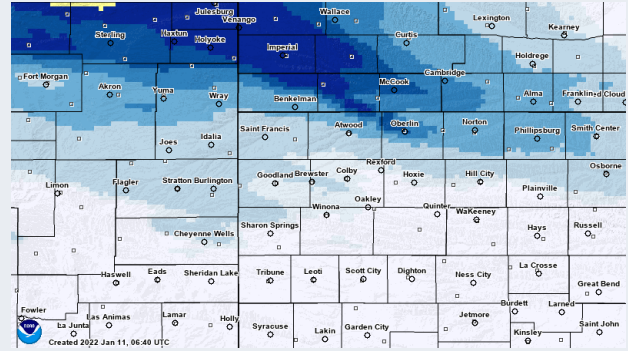 Julesburg
Venango
Wallace
Lexington
Kearney
Sterling
Haxtun
Holyoke
Imperial
Curtis
Holdrege
Fort Morgan
Akron
Yuma
Wray
Benkelman
McCook
Cambridge
Alma
Franklin
d Cloud
Joes
Idalia
Saint Francis
Atwood
Oberlin
Norton
Phillipsburg
Smith Center
Limon
Flagler
Stratton
Burlington
Goodland
Brewster
Colby
Rexford
Hoxie
Hill City
Plainville
Osborne
Winona
Oakley
Quinter
WaKeeney
Hays
Russell
Cheyenne Wells
Sharon Springs
Haswell
Eads
Sheridan Lake
Tribune
Leoti
Scott City
Dighton
Ness City
La Crosse
Great Bend
Fowler
La Junta
Las Animas
Lamar
Holly
Syracuse
Lakin
Garden City
Jetmore
Burdett
Larned
Kinsley
Saint John
noaa
Created 2022 Jan 11, 06:40 UTC